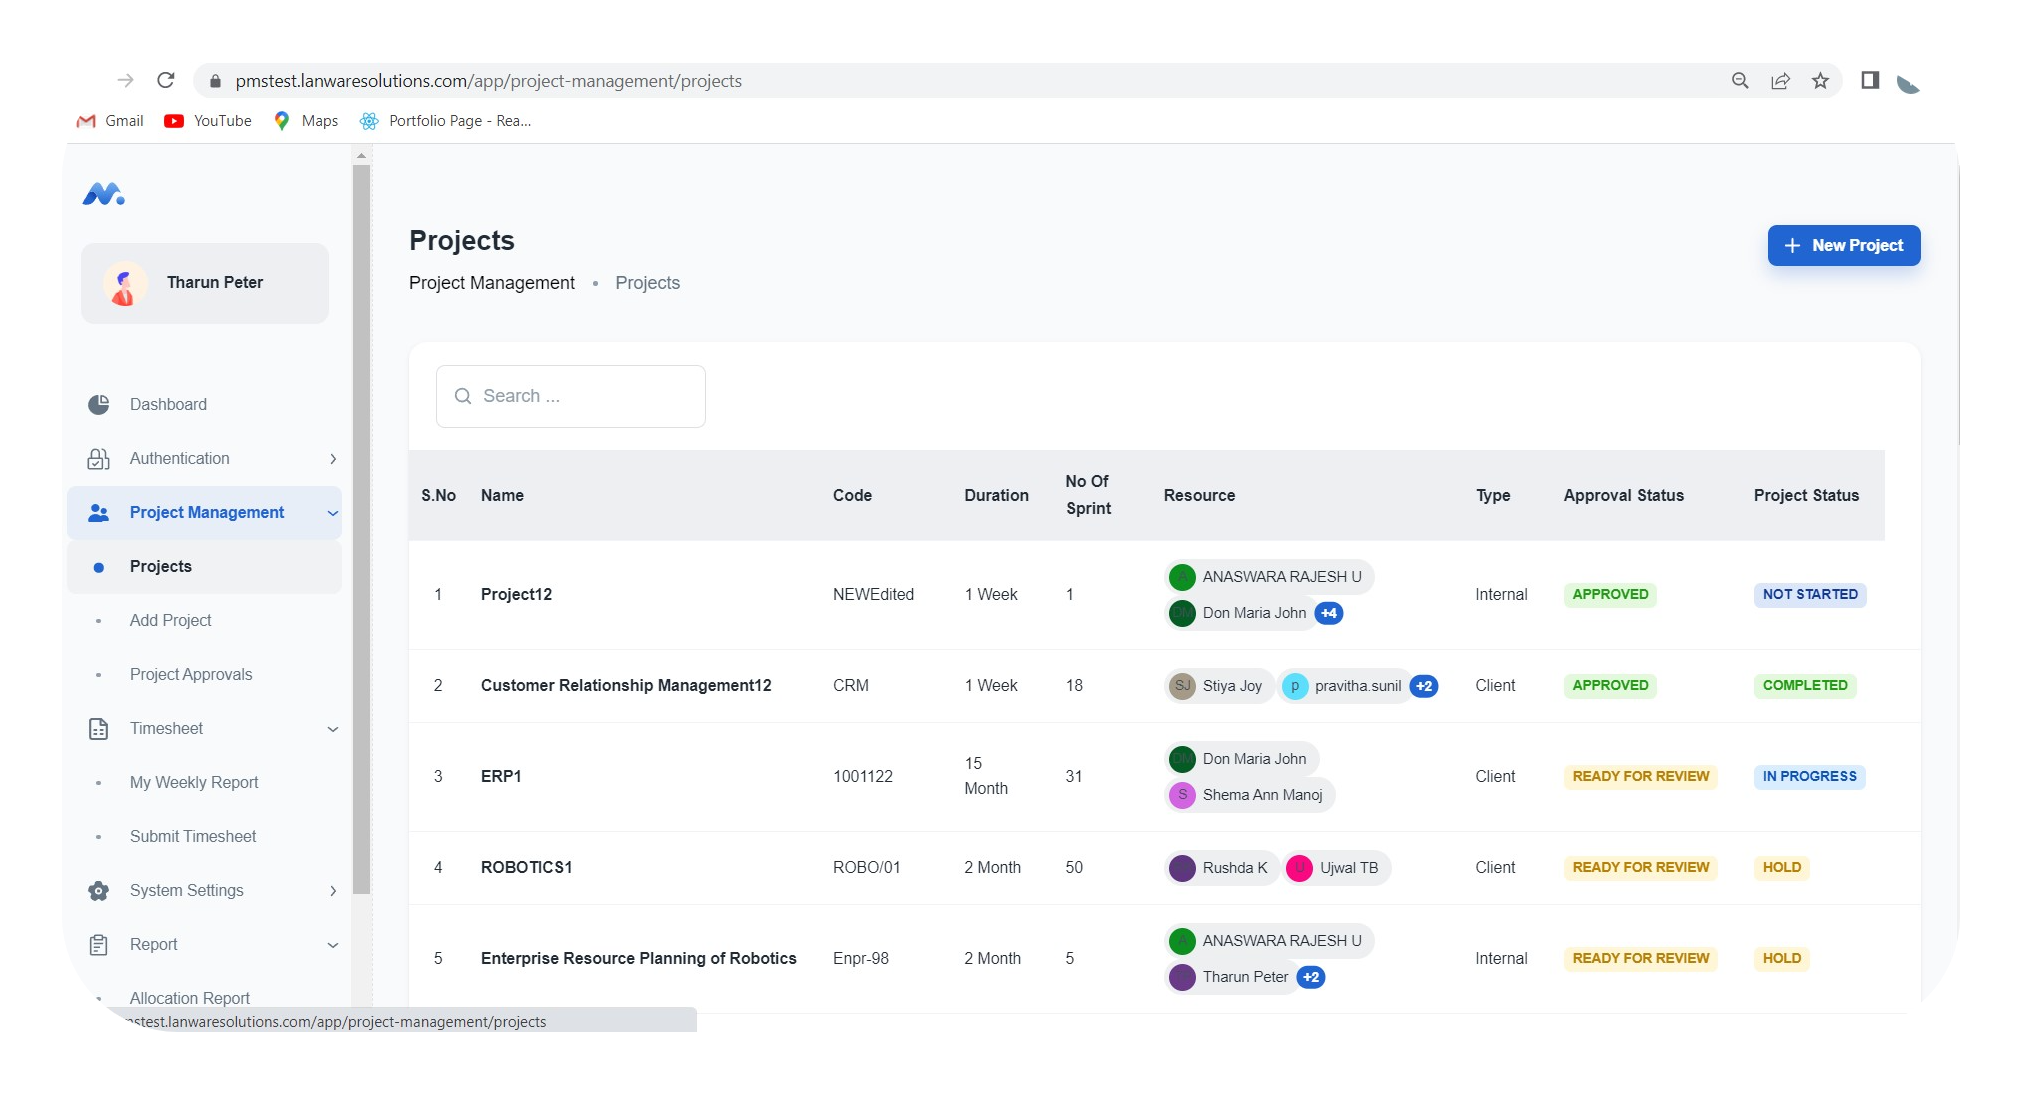 pmstest.lanwaresolutions.com/app/project-management/projects
Gmail YouTube Maps Portfolio Page - Rea...
Tharun Peter
Dashboard
Authentication
Project Management
Projects
Add Project
Project Approvals
Timesheet
My Weekly Report
Submit Timesheet
System Settings
Report
Allocation Report
Projects
Project Management • Projects
+ New Project
Search ...
S.No Name Code Duration No Of Sprint Resource Type Approval Status Project Status
1 Project12 NEWEdited 1 Week 1 A ANASWARA RAJESH U DM Don Maria John +4 Internal APPROVED NOT STARTED
2 Customer Relationship Management12 CRM 1 Week 18 SJ Stiya Joy p pravitha.sunil +2 Client APPROVED COMPLETED
3 ERP1 1001122 15 Month 31 DM Don Maria John S Shema Ann Manoj Client READY FOR REVIEW IN PROGRESS
4 ROBOTICS1 ROBO/01 2 Month 50 Rushda K U Ujwal TB Client READY FOR REVIEW HOLD
5 Enterprise Resource Planning of Robotics Enpr-98 2 Month 5 A ANASWARA RAJESH U Tharun Peter +2 Internal READY FOR REVIEW HOLD
stest.lanwaresolutions.com/app/project-management/projects